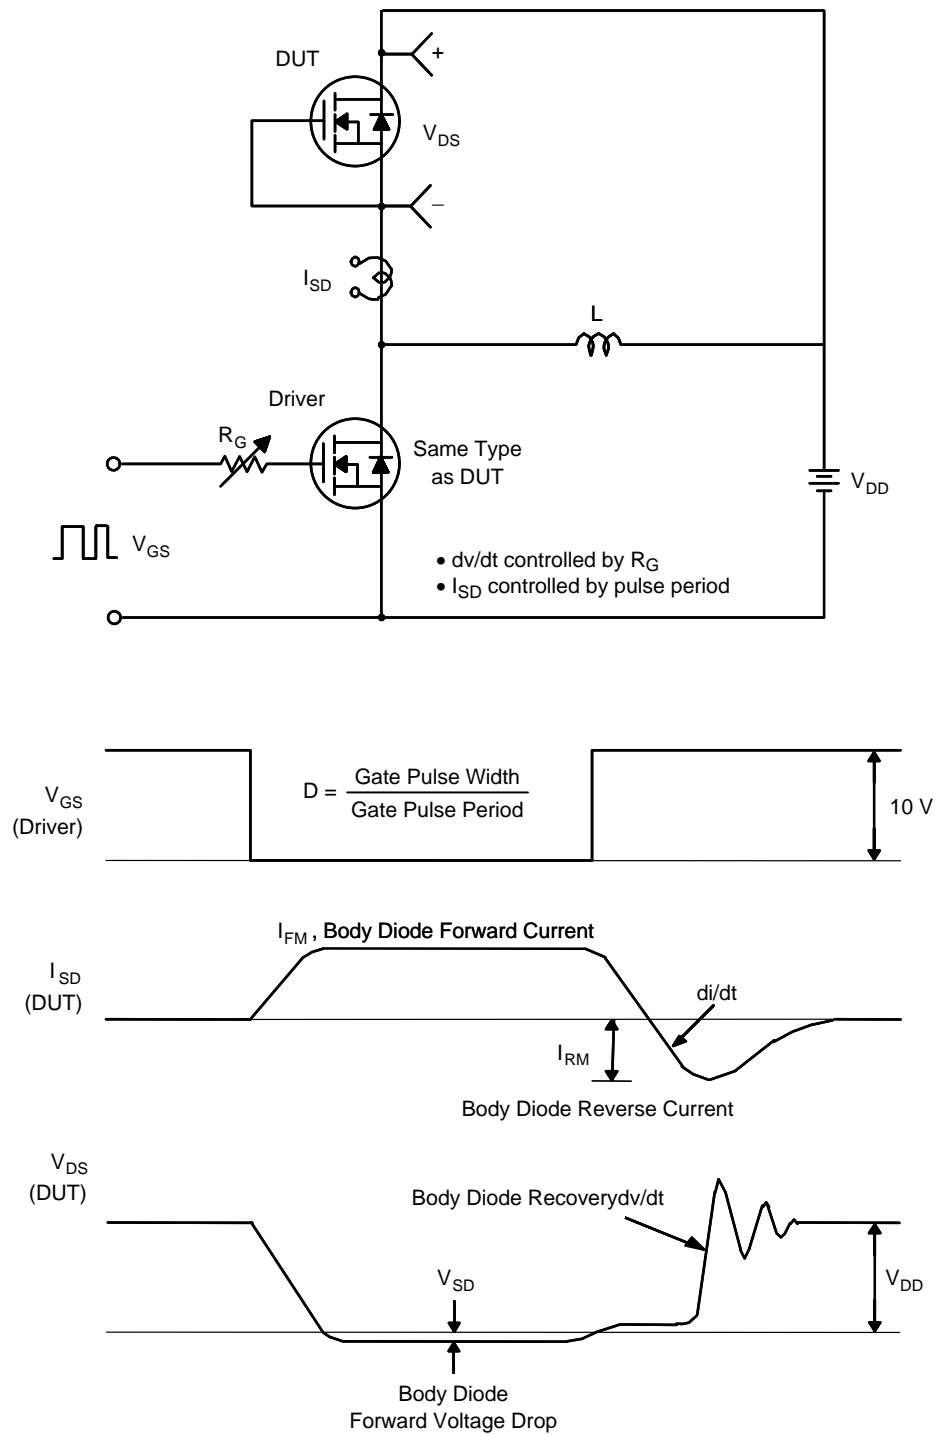 DUT
+
V_DS
−
I_SD
L
Driver
R_G
Same Type
as DUT
V_DD
V_GS
• dv/dt controlled by R_G
• I_SD controlled by pulse period
V_GS
(Driver)
D = Gate Pulse Width
Gate Pulse Period
10 V
I_FM , Body Diode Forward Current
I_SD
(DUT)
di/dt
I_RM
Body Diode Reverse Current
V_DS
(DUT)
Body Diode Recoverydv/dt
V_SD
V_DD
Body Diode
Forward Voltage Drop